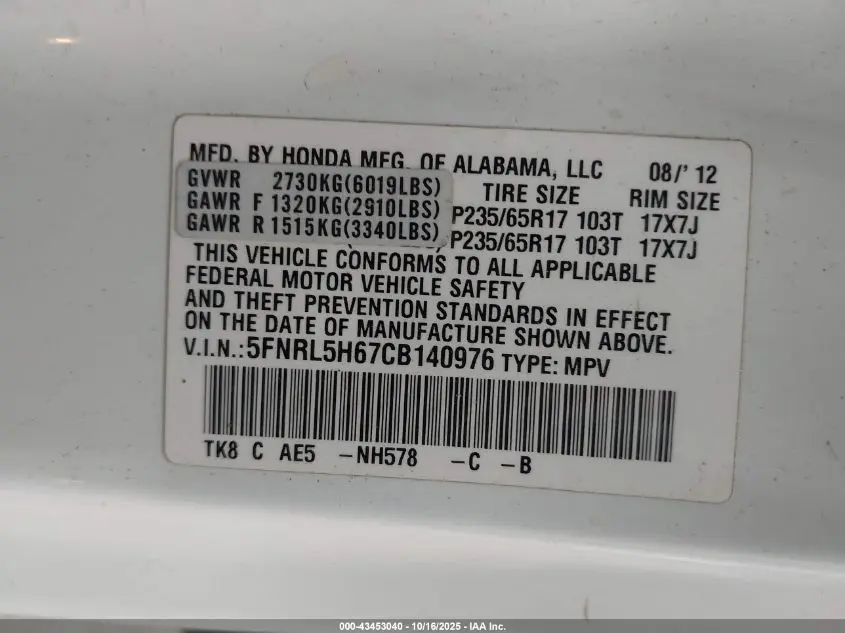 MFD. BY HONDA MFG. OF ALABAMA, LLC 08/' 12
GVWR 2730KG(6019LBS) TIRE SIZE RIM SIZE
GAWR F 1320KG(2910LBS) P235/65R17 103T 17X7J
GAWR R 1515KG(3340LBS) P235/65R17 103T 17X7J
THIS VEHICLE CONFORMS TO ALL APPLICABLE
FEDERAL MOTOR VEHICLE SAFETY
AND THEFT PREVENTION STANDARDS IN EFFECT
ON THE DATE OF MANUFACTURE SHOWN ABOVE.
V.I.N.:5FNRL5H67CB140976 TYPE: MPV
TK8 C AE5 -NH578 -C -B
000-43453040 - 10/16/2025 - IAA Inc.